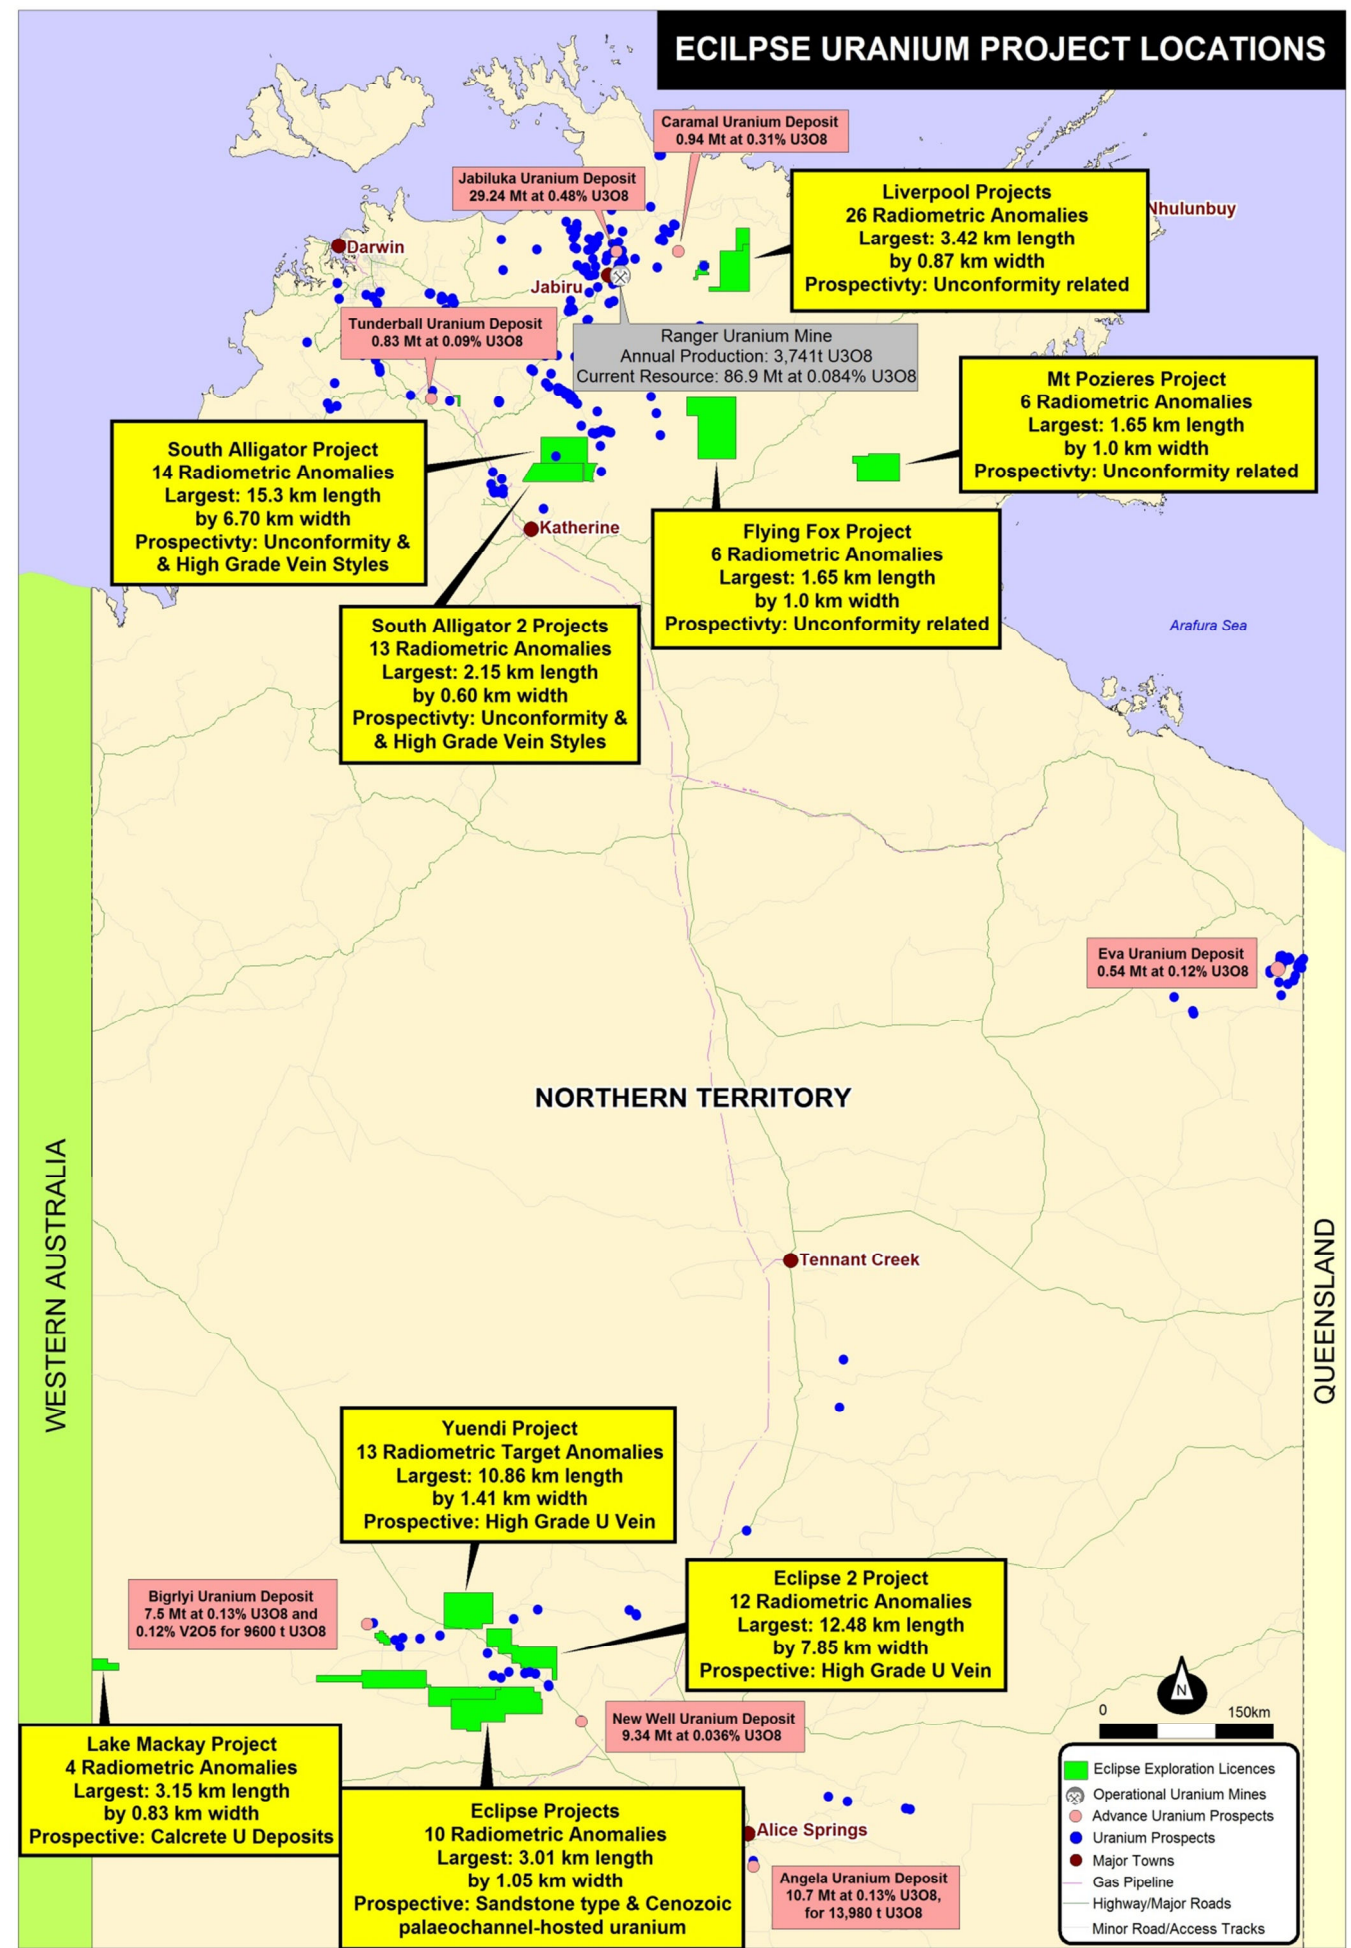 ECILPSE URANIUM PROJECT LOCATIONS
Caramal Uranium Deposit
0.94 Mt at 0.31% U3O8
Jabiluka Uranium Deposit
29.24 Mt at 0.48% U3O8
Liverpool Projects
26 Radiometric Anomalies
Largest: 3.42 km length
by 0.87 km width
Prospectivty: Unconformity related
Nhulunbuy
Darwin
Jabiru
Tunderball Uranium Deposit
0.83 Mt at 0.09% U3O8
Ranger Uranium Mine
Annual Production: 3,741t U3O8
Current Resource: 86.9 Mt at 0.084% U3O8
Mt Pozieres Project
6 Radiometric Anomalies
Largest: 1.65 km length
by 1.0 km width
Prospectivty: Unconformity related
South Alligator Project
14 Radiometric Anomalies
Largest: 15.3 km length
by 6.70 km width
Prospectivty: Unconformity &
& High Grade Vein Styles
Katherine
Flying Fox Project
6 Radiometric Anomalies
Largest: 1.65 km length
by 1.0 km width
Prospectivty: Unconformity related
South Alligator 2 Projects
13 Radiometric Anomalies
Largest: 2.15 km length
by 0.60 km width
Prospectivty: Unconformity &
& High Grade Vein Styles
Arafura Sea
Eva Uranium Deposit
0.54 Mt at 0.12% U3O8
NORTHERN TERRITORY
WESTERN AUSTRALIA
QUEENSLAND
Tennant Creek
Yuendi Project
13 Radiometric Target Anomalies
Largest: 10.86 km length
by 1.41 km width
Prospective: High Grade U Vein
Bigrlyi Uranium Deposit
7.5 Mt at 0.13% U3O8 and
0.12% V2O5 for 9600 t U3O8
Eclipse 2 Project
12 Radiometric Anomalies
Largest: 12.48 km length
by 7.85 km width
Prospective: High Grade U Vein
New Well Uranium Deposit
9.34 Mt at 0.036% U3O8
Lake Mackay Project
4 Radiometric Anomalies
Largest: 3.15 km length
by 0.83 km width
Prospective: Calcrete U Deposits
Eclipse Projects
10 Radiometric Anomalies
Largest: 3.01 km length
by 1.05 km width
Prospective: Sandstone type & Cenozoic
palaeochannel-hosted uranium
Alice Springs
Angela Uranium Deposit
10.7 Mt at 0.13% U3O8,
for 13,980 t U3O8
N
0 150km
Eclipse Exploration Licences
Operational Uranium Mines
Advance Uranium Prospects
Uranium Prospects
Major Towns
Gas Pipeline
Highway/Major Roads
Minor Road/Access Tracks